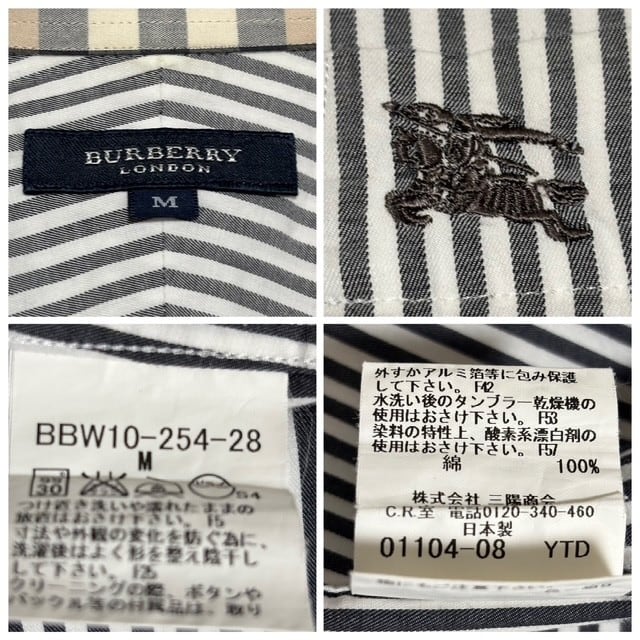 BURBERRY
LONDON
M
BBW10-254-28
M
30
54
つけ置き洗いや濡れたままの
放置はおさけ下さい。F5
寸法や外観の変化を防ぐ為に、
洗濯後はよく形を整え陰干し
して下さい。F25
クリーニングの際、ボタンや
バックル等の付属品は、取り
外すかアルミ箔等に包み保護
して下さい。F42
水洗い後のタンブラー乾燥機の
使用はおさけ下さい。F53
染料の特性上、酸素系漂白剤の
使用はおさけ下さい。F57
綿 100%
株式会社 三陽商会
C.R.室 電話0120-340-460
日本製
01104-08 YTD